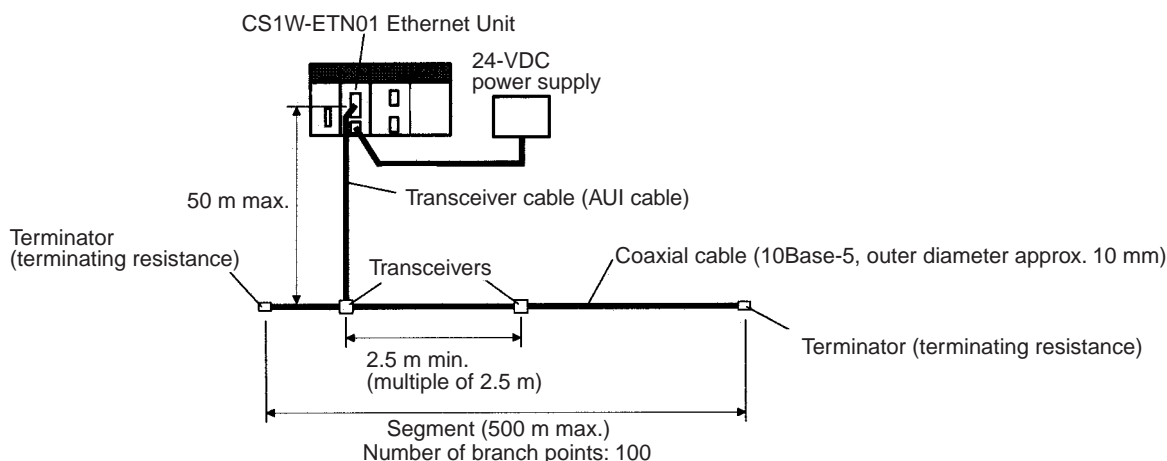 CS1W-ETN01 Ethernet Unit
24-VDC
power supply
50 m max.
Transceiver cable (AUI cable)
Terminator
(terminating resistance)
Transceivers
Coaxial cable (10Base-5, outer diameter approx. 10 mm)
2.5 m min.
(multiple of 2.5 m)
Terminator (terminating resistance)
Segment (500 m max.)
Number of branch points: 100